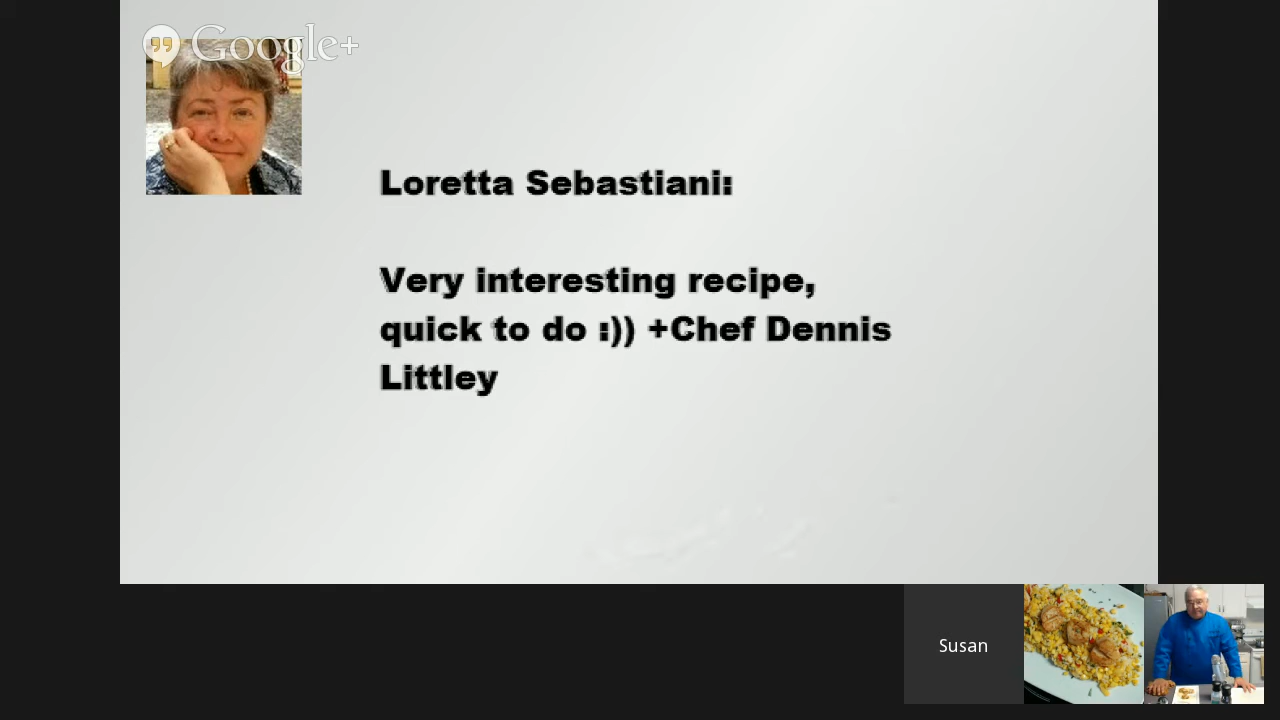 Google+
Loretta Sebastiani:
Very interesting recipe,
quick to do :)) +Chef Dennis
Littley
Susan